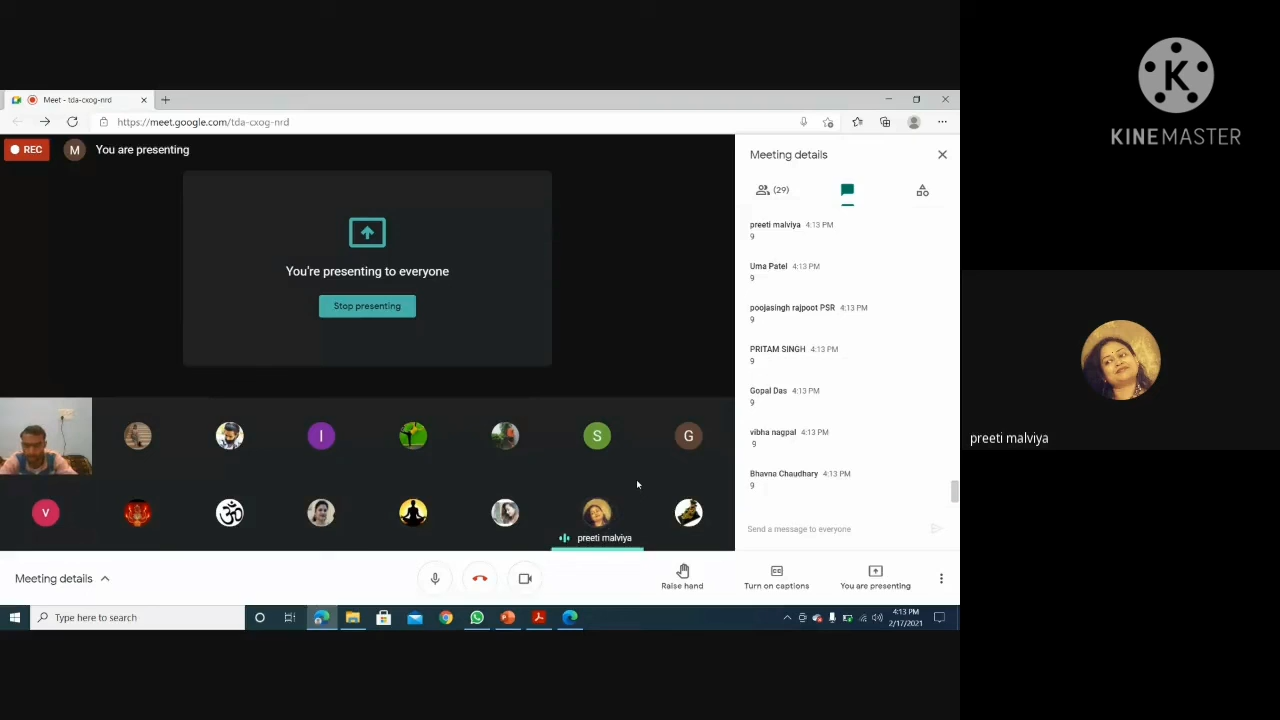 Meet - tda-cxog-nrd
https://meet.google.com/tda-cxog-nrd
REC
M
You are presenting
You're presenting to everyone
Stop presenting
I
S
G
V
preeti malviya
Meeting details
(29)
preeti malviya 4:13 PM
9
Uma Patel 4:13 PM
9
poojasingh rajpoot PSR 4:13 PM
9
PRITAM SINGH 4:13 PM
9
Gopal Das 4:13 PM
9
vibha nagpal 4:13 PM
9
Bhavna Chaudhary 4:13 PM
9
Send a message to everyone
Meeting details
Raise hand
Turn on captions
You are presenting
Type here to search
4:13 PM
2/17/2021
K
KINEMASTER
preeti malviya